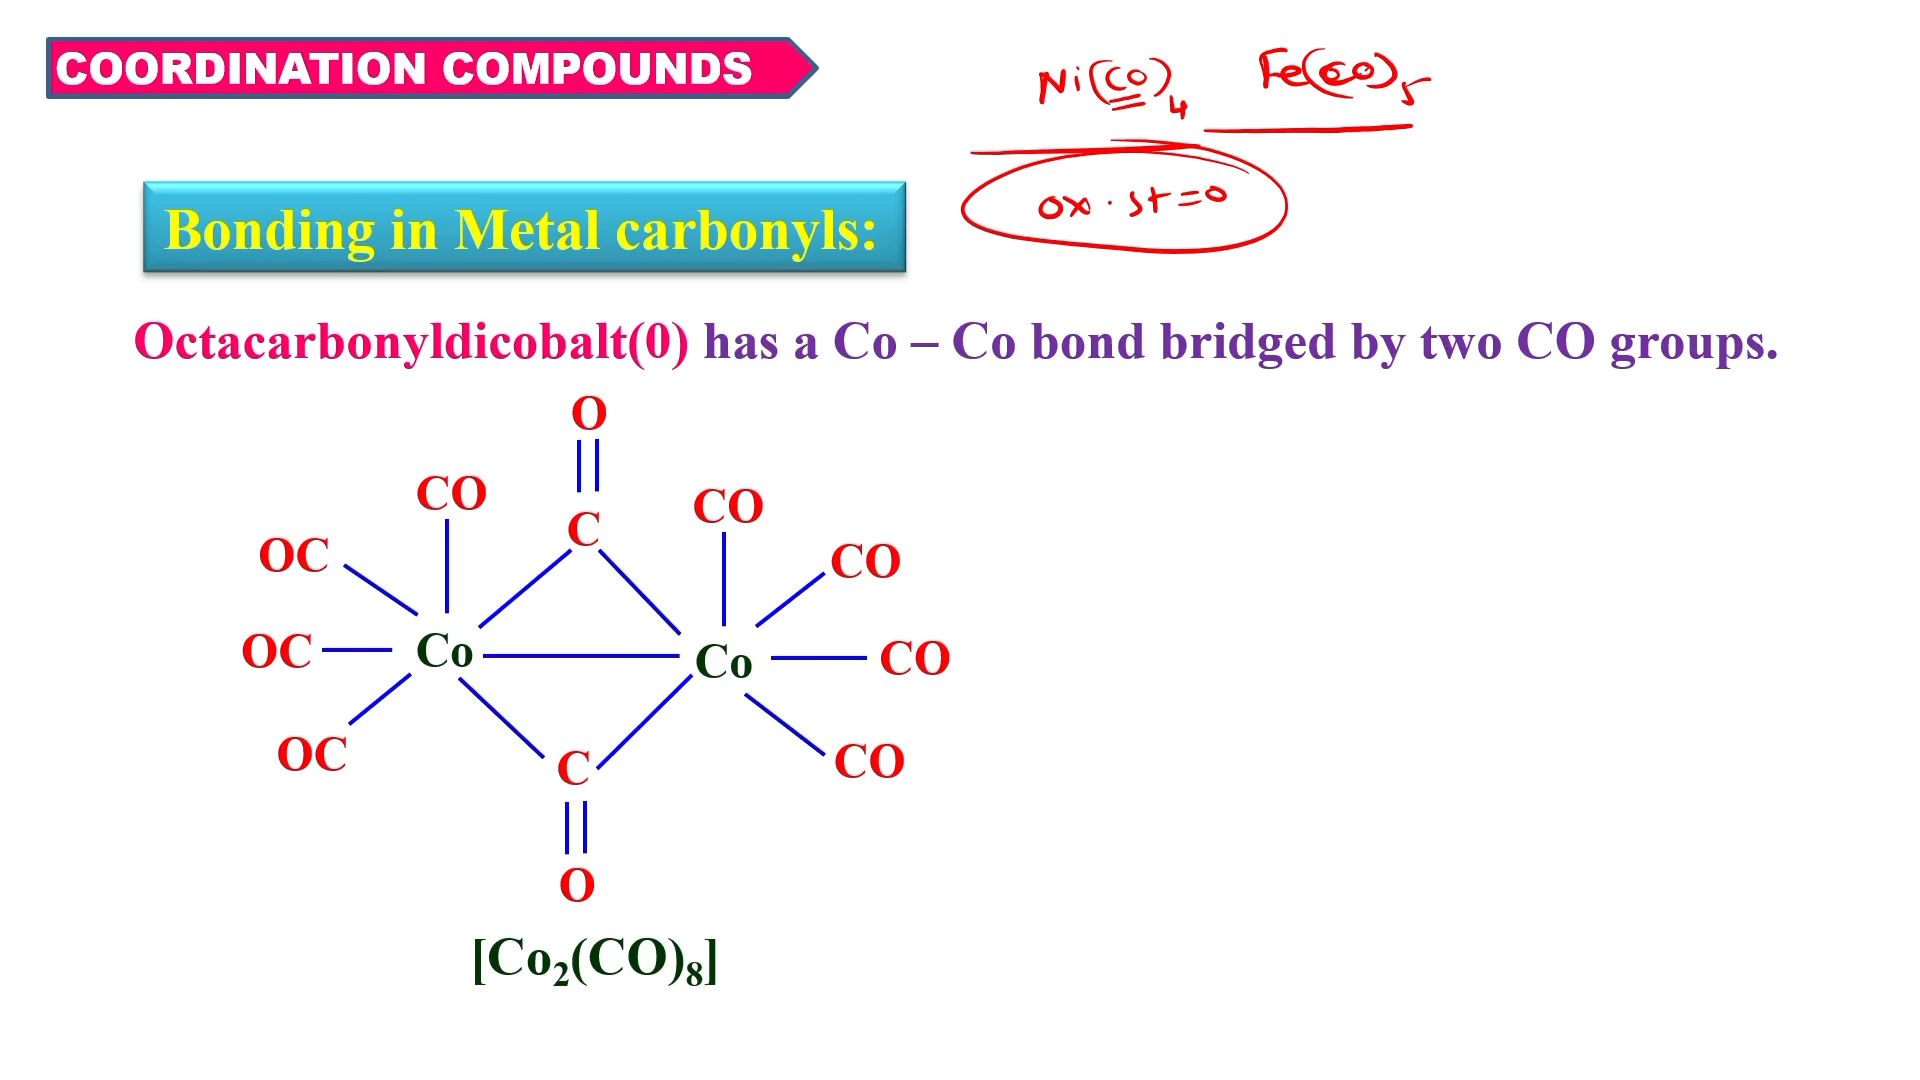 COORDINATION COMPOUNDS
Ni(CO)4 Fe(CO)5
ox. st = 0
Bonding in Metal carbonyls:
Octacarbonyldicobalt(0) has a Co – Co bond bridged by two CO groups.
O
CO C CO
OC CO
OC Co Co CO
OC C CO
O
[Co2(CO)8]